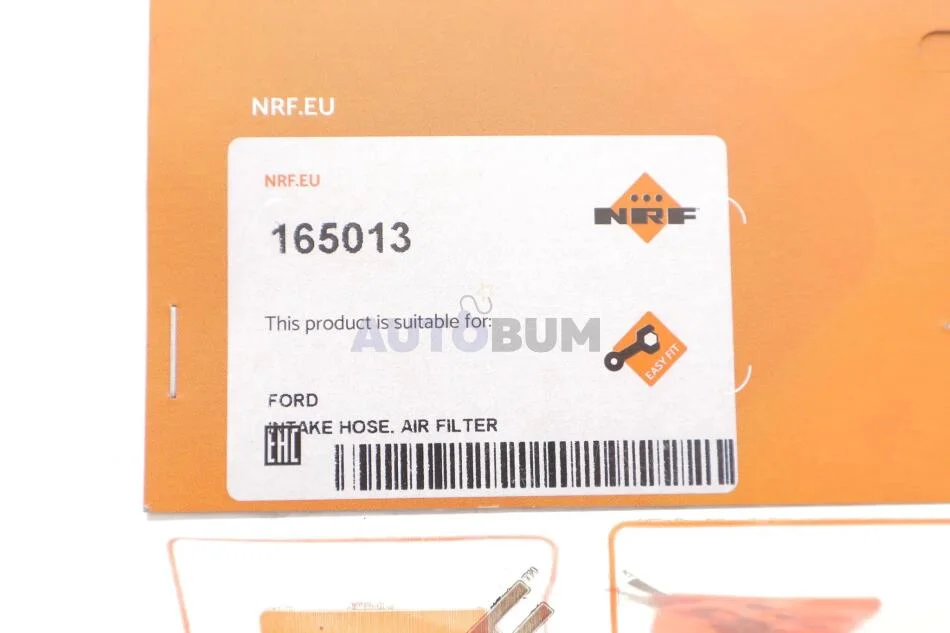 NRF.EU
NRF.EU
165013
NRF
This product is suitable for:
AUTOBUM
EASY FIT
FORD
INTAKE HOSE, AIR FILTER
EAC